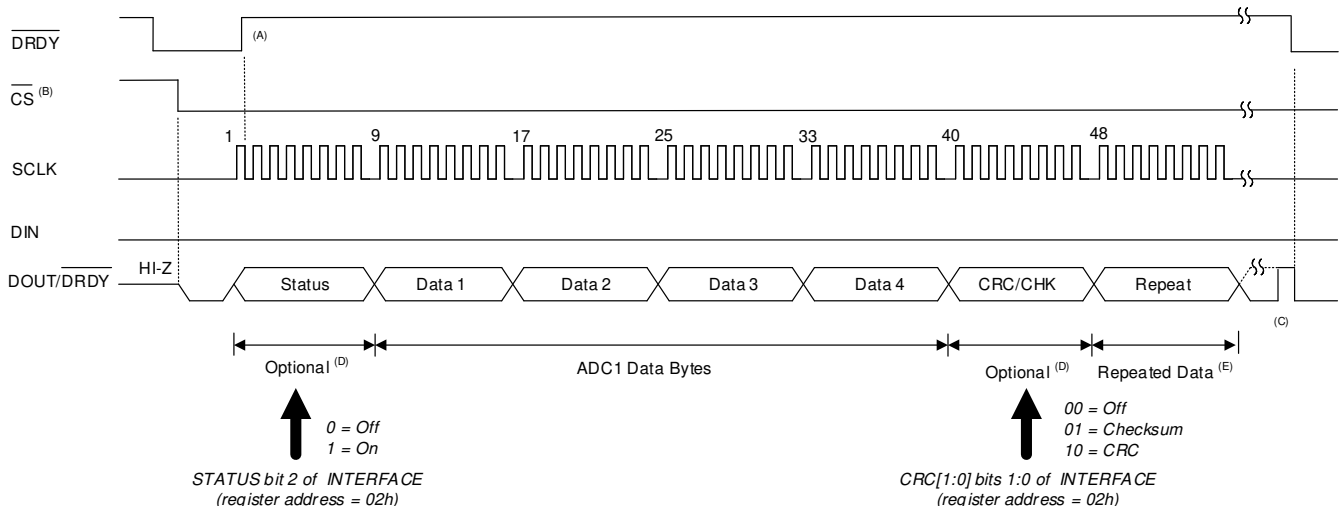 DRDY
(A)
CS (B)
1 9 17 25 33 40 48
SCLK
DIN
HI-Z
DOUT/DRDY
Status Data 1 Data 2 Data 3 Data 4 CRC/CHK Repeat
(C)
Optional (D) ADC1 Data Bytes Optional (D) Repeated Data (E)
0 = Off
1 = On
00 = Off
01 = Checksum
10 = CRC
STATUS bit 2 of INTERFACE
(register address = 02h)
CRC[1:0] bits 1:0 of INTERFACE
(register address = 02h)